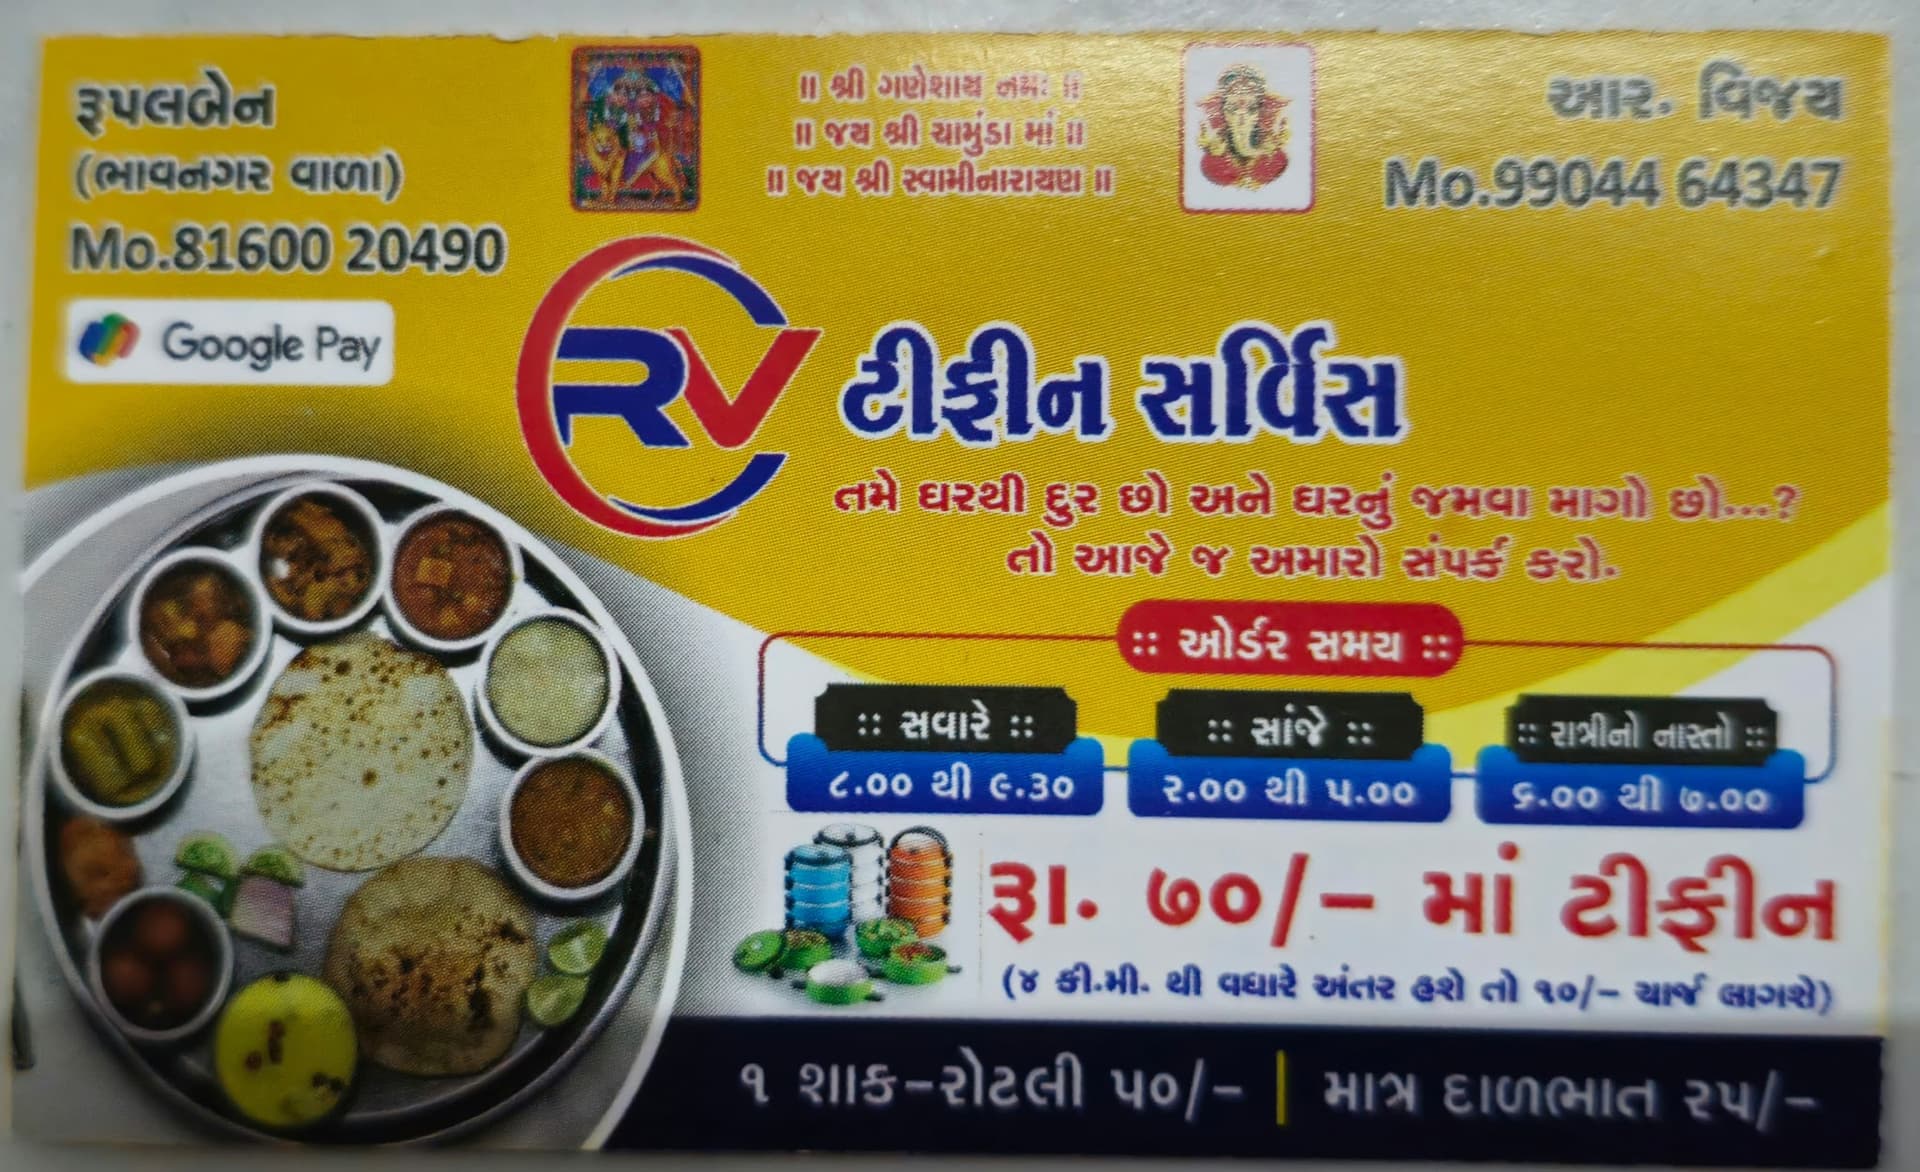 રૂપલબેન
(ભાવનગર વાળા)
Mo.81600 20490
Google Pay
॥ શ્રી ગણેશાય નમઃ ॥
॥ જય શ્રી ચામુંડા માં ॥
॥ જય શ્રી સ્વામીનારાયણ ॥
આર. વિજય
Mo.99044 64347
RV ટીફીન સર્વિસ
તમે ઘરથી દુર છો અને ઘરનું જમવા માગો છો...?
તો આજે જ અમારો સંપર્ક કરો.
:: ઓર્ડર સમય ::
:: સવારે ::
૮.૦૦ થી ૯.૩૦
:: સાંજે ::
૨.૦૦ થી ૫.૦૦
:: રાત્રીનો નાસ્તો ::
૬.૦૦ થી ૭.૦૦
રૂા. ૭૦/- માં ટીફીન
(૪ કી.મી. થી વધારે અંતર હશે તો ૧૦/- ચાર્જ લાગશે)
૧ શાક-રોટલી ૫૦/- | માત્ર દાળભાત ૨૫/-